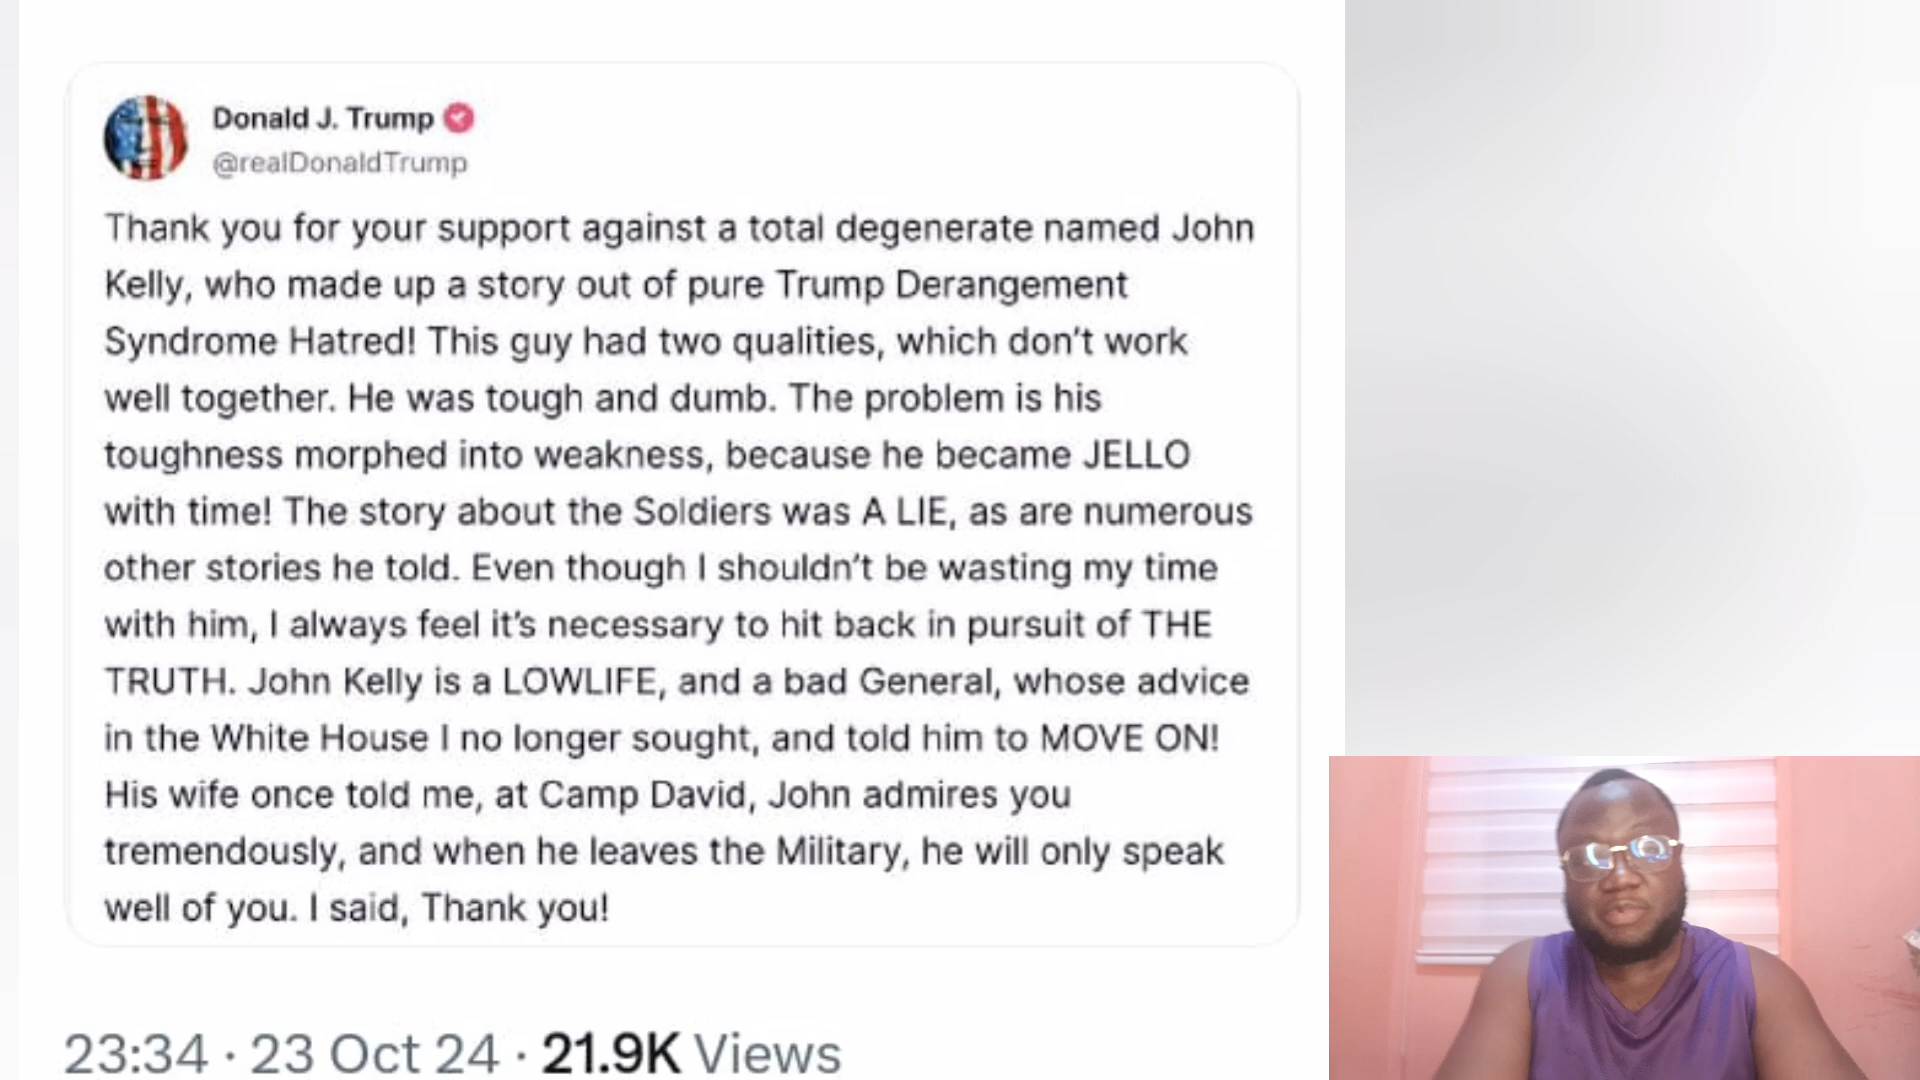 Donald J. Trump
@realDonaldTrump
Thank you for your support against a total degenerate named John
Kelly, who made up a story out of pure Trump Derangement
Syndrome Hatred! This guy had two qualities, which don’t work
well together. He was tough and dumb. The problem is his
toughness morphed into weakness, because he became JELLO
with time! The story about the Soldiers was A LIE, as are numerous
other stories he told. Even though I shouldn’t be wasting my time
with him, I always feel it’s necessary to hit back in pursuit of THE
TRUTH. John Kelly is a LOWLIFE, and a bad General, whose advice
in the White House I no longer sought, and told him to MOVE ON!
His wife once told me, at Camp David, John admires you
tremendously, and when he leaves the Military, he will only speak
well of you. I said, Thank you!
23:34 · 23 Oct 24 · 21.9K Views